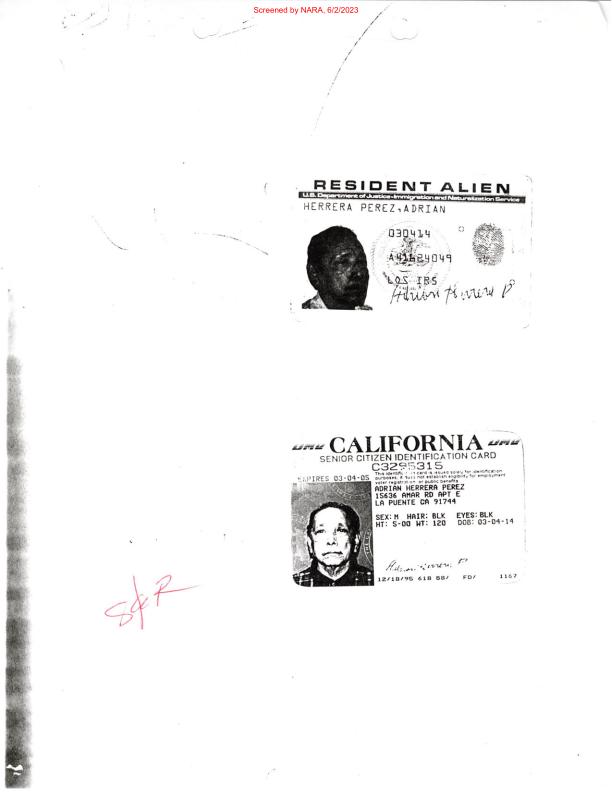 Screened by NARA, 6/2/2023
RESIDENT ALIEN
U.S. Department of Justice-Immigration and Naturalization Service
HERRERA PEREZ,ADRIAN
030414
A41624049
LOS IRS
Adrian Herrera P
DMV CALIFORNIA DMV
SENIOR CITIZEN IDENTIFICATION CARD
C3295315
EXPIRES 03-04-05
This identification card is issued solely for identification
purposes, it does not establish eligibility for employment
voter registration, or public benefits
ADRIAN HERRERA PEREZ
15636 AMAR RD APT E
LA PUENTE CA 91744
SEX:M HAIR:BLK EYES:BLK
HT: 5-00 WT: 120 DOB: 03-04-14
Adrian Herrera P
12/18/95 618 88/ FD/ 1167
S&R